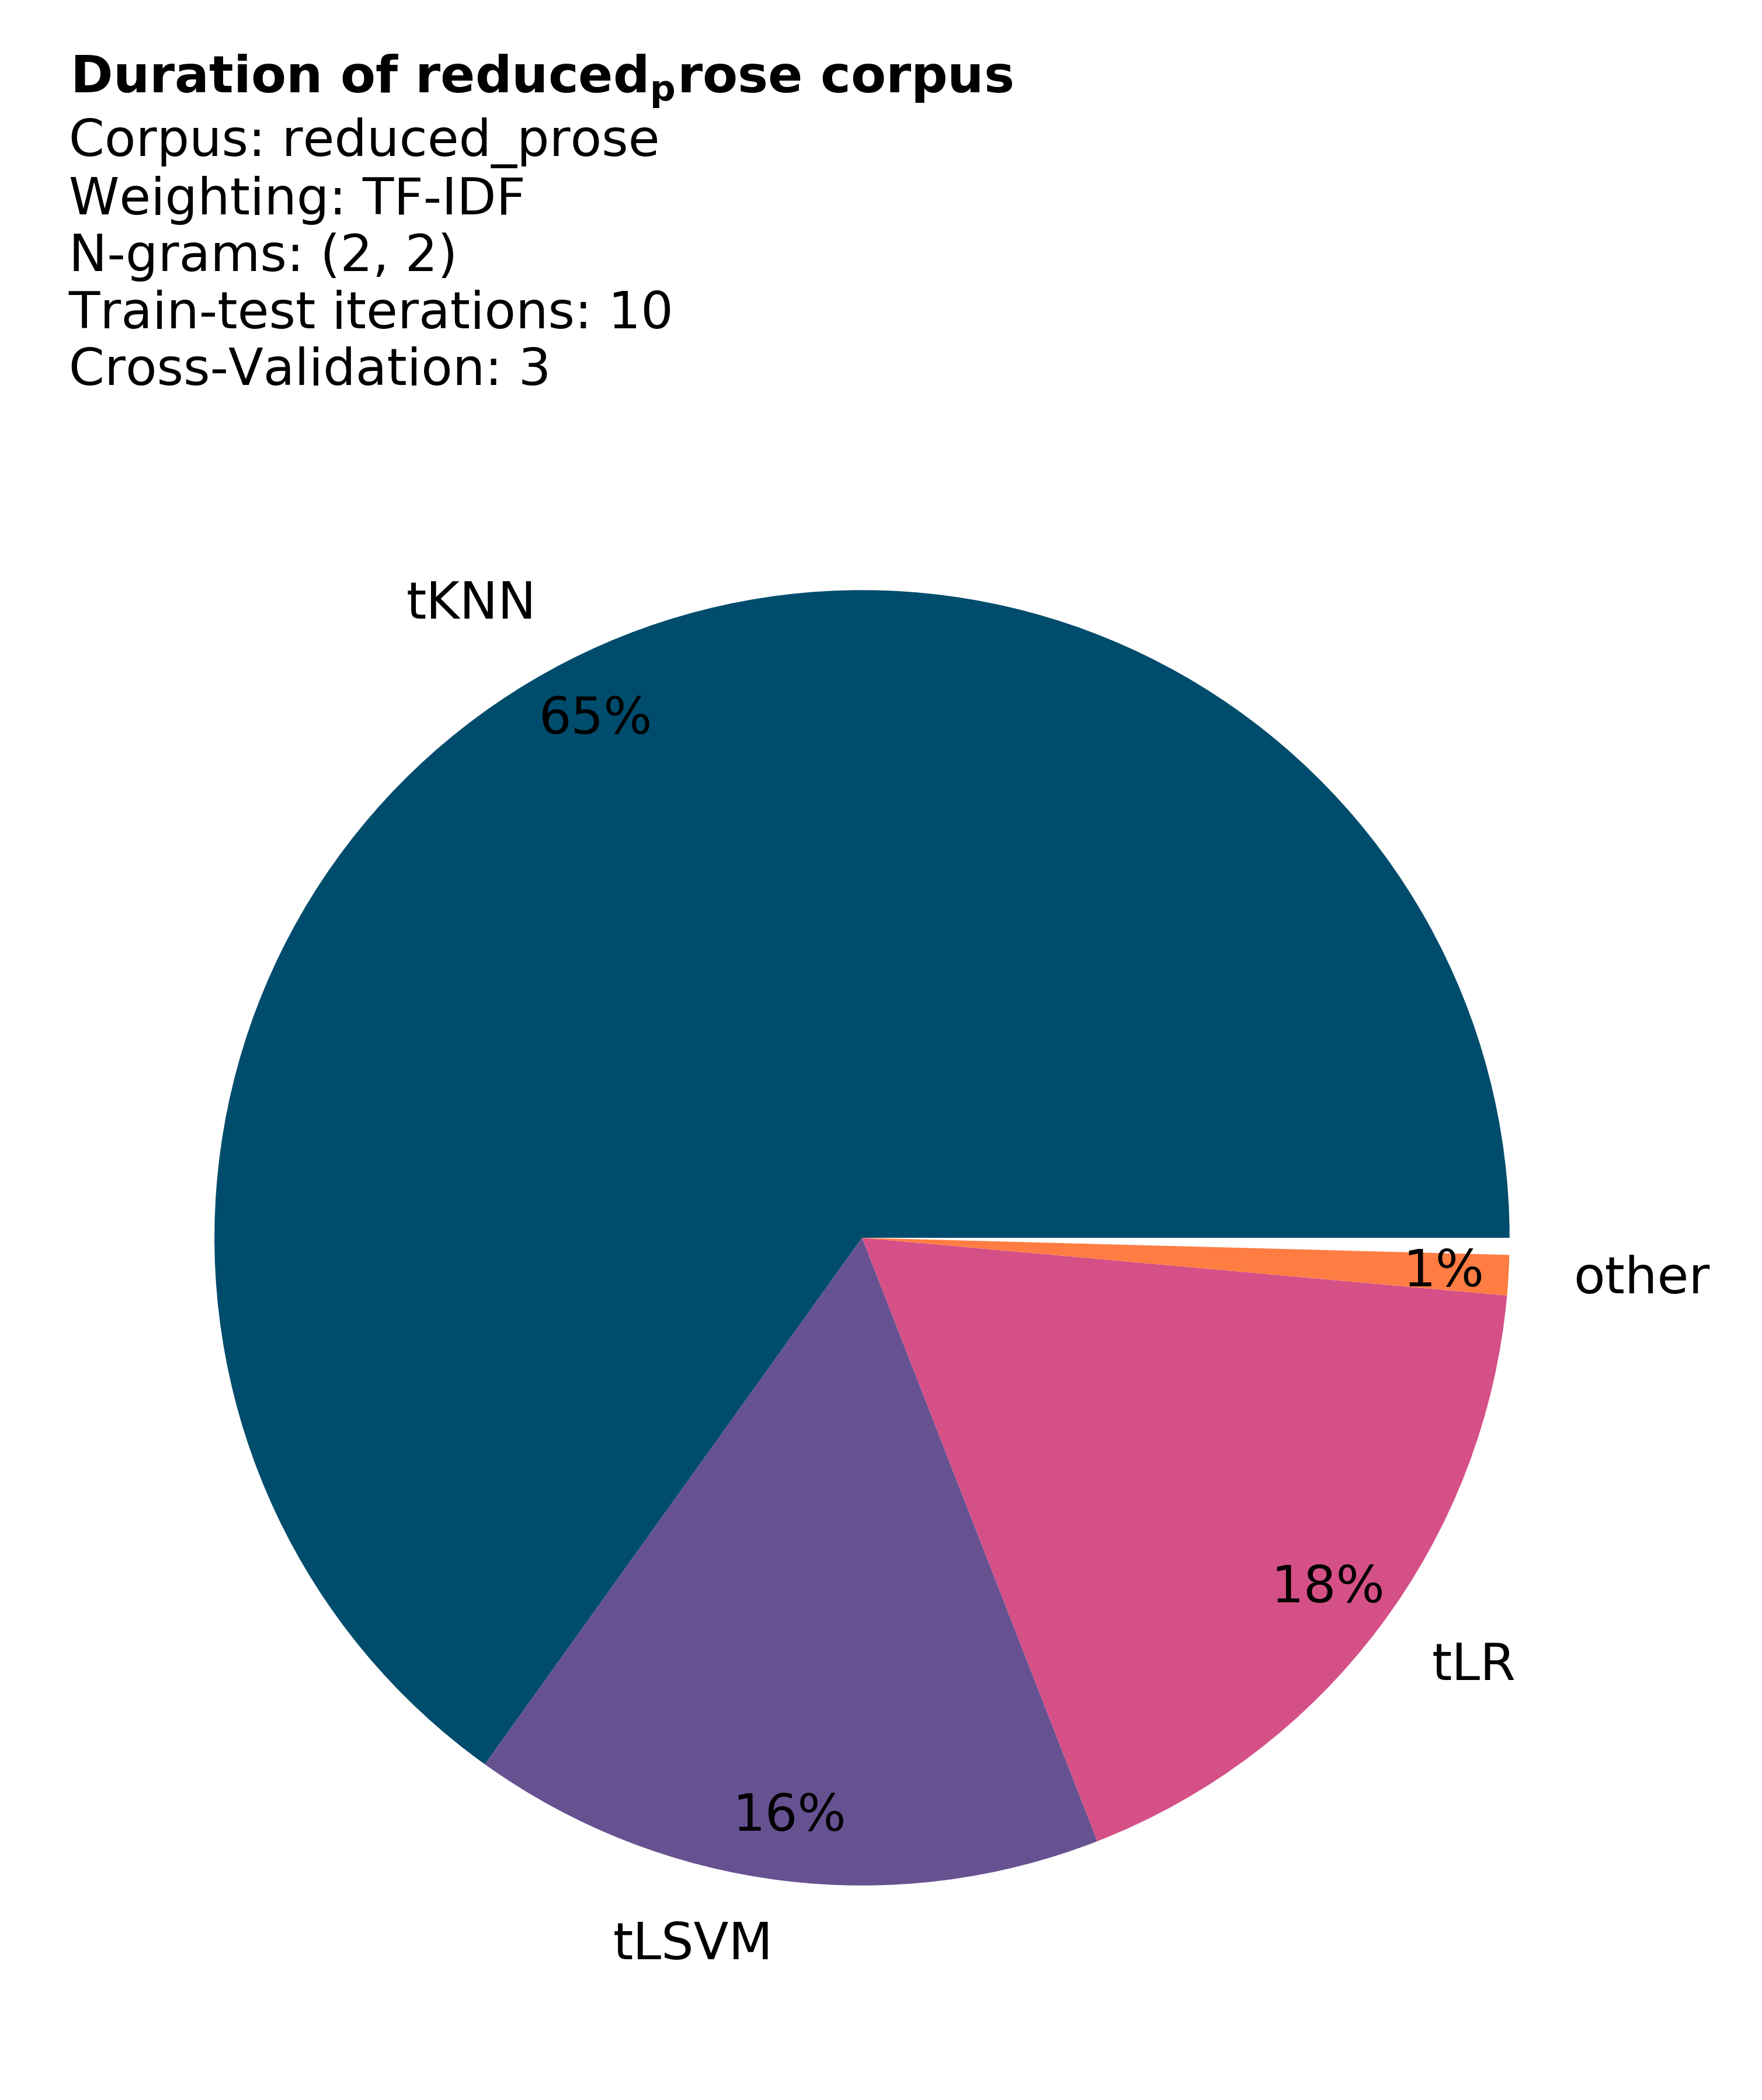 Duration of reducedₚrose corpus
Corpus: reduced_prose
Weighting: TF-IDF
N-grams: (2, 2)
Train-test iterations: 10
Cross-Validation: 3
tKNN
65%
1%
other
18%
tLR
16%
tLSVM